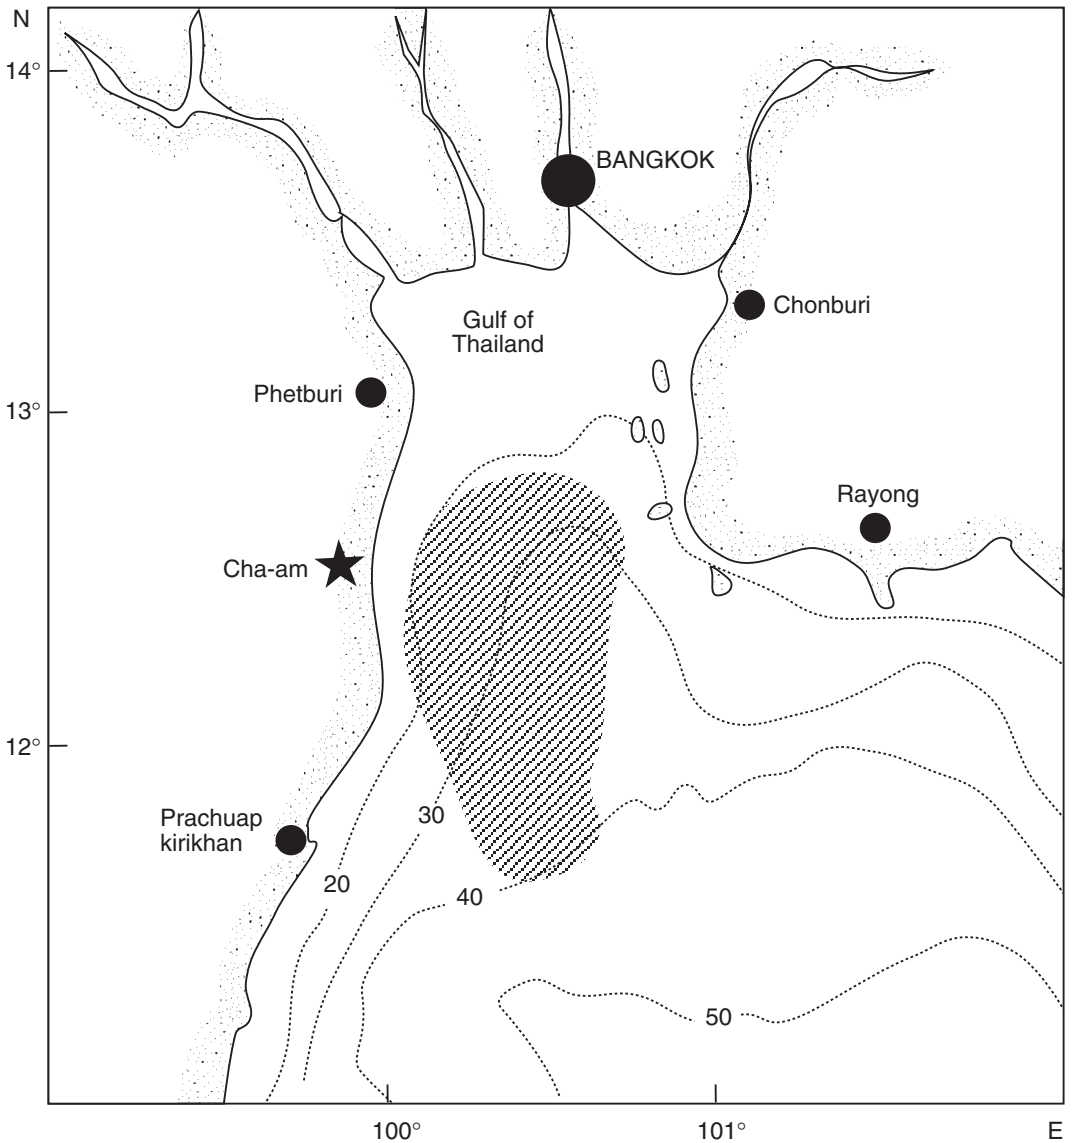 N
14°
BANGKOK
Chonburi
Gulf of
Thailand
Phetburi
13°
Rayong
Cha-am
12°
Prachuap
kirikhan
30
20
40
50
100°
101°
E